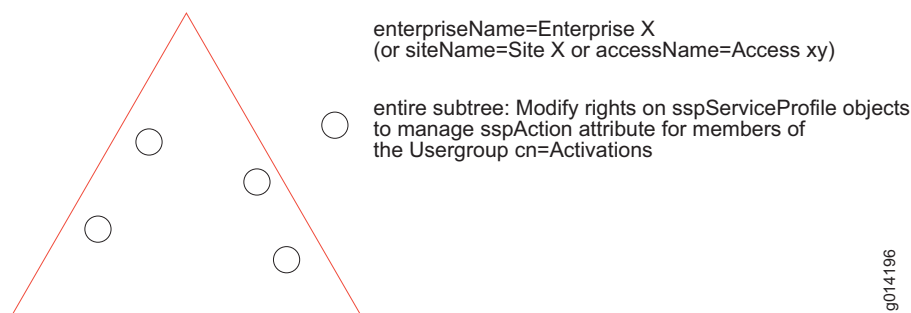 enterpriseName=Enterprise X
(or siteName=Site X or accessName=Access xy)
entire subtree: Modify rights on sspServiceProfile objects
to manage sspAction attribute for members of
the Usergroup cn=Activations
g014196